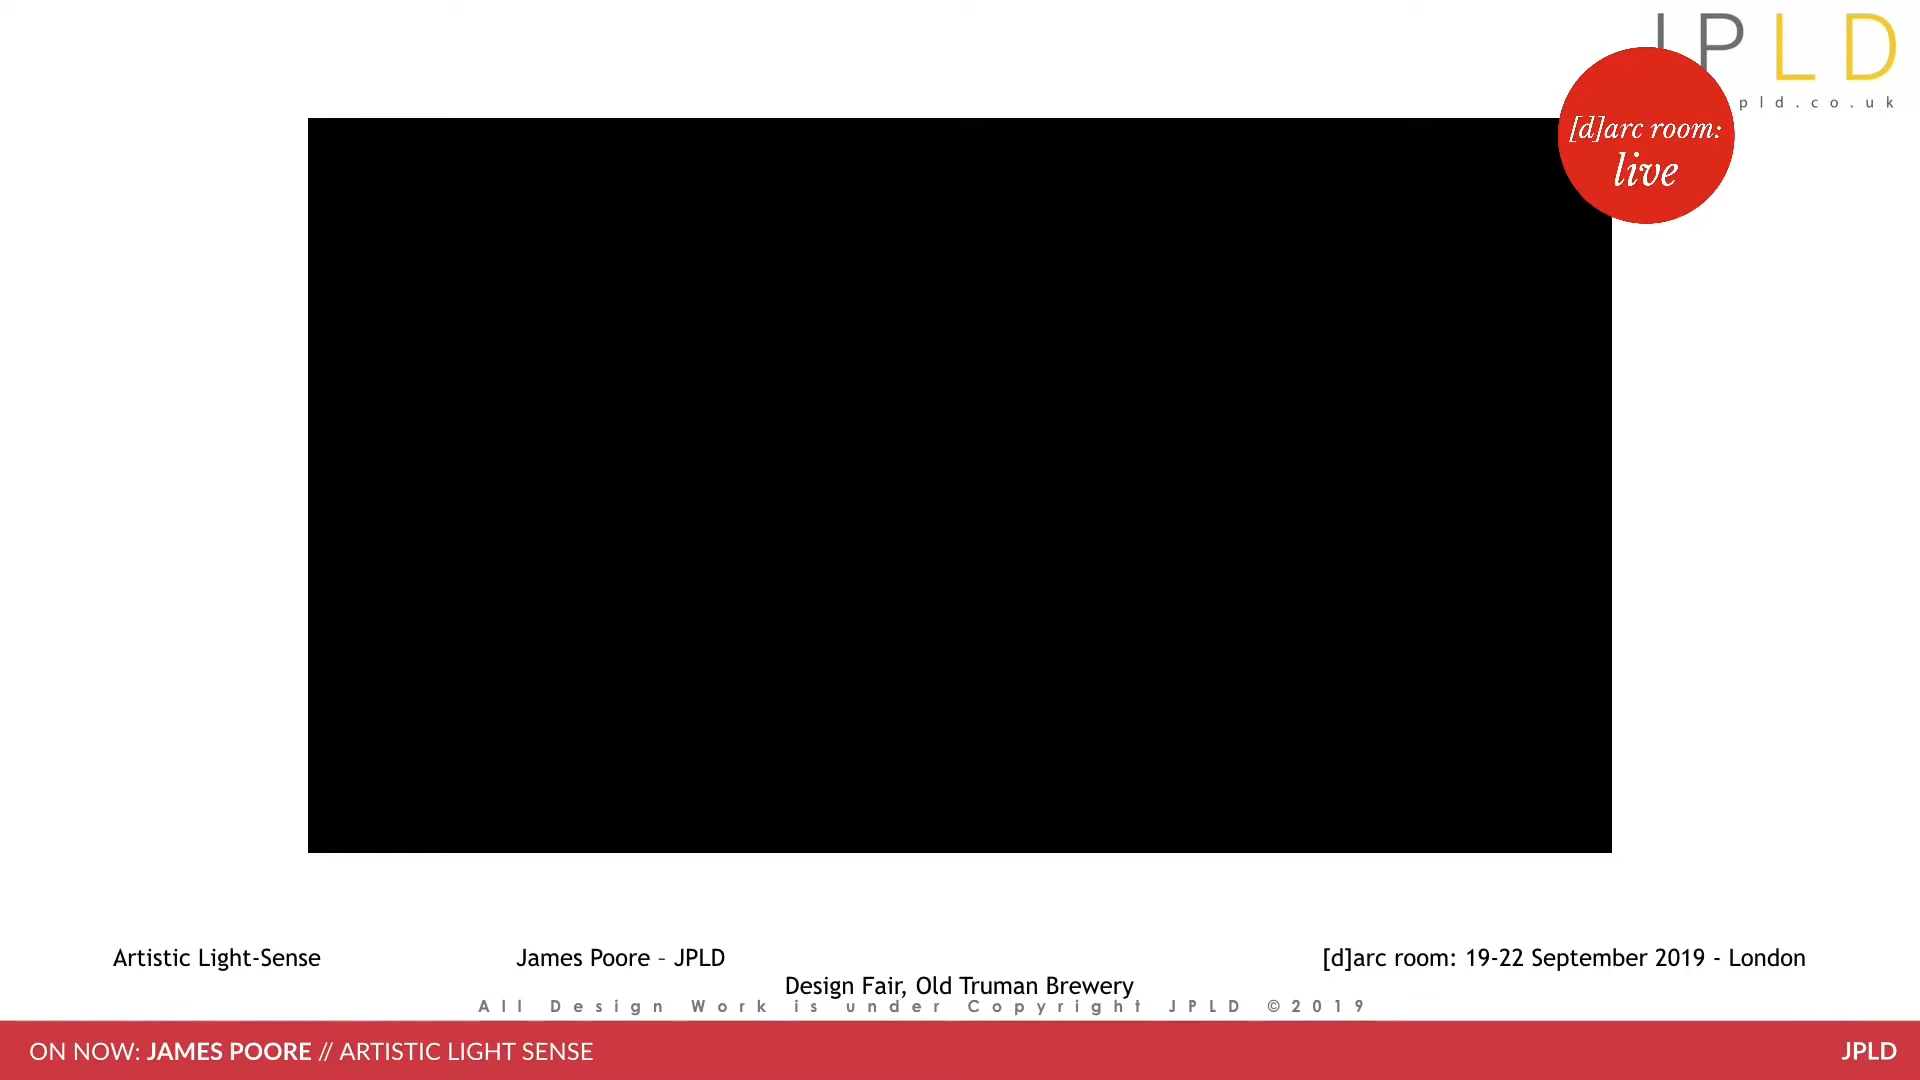 JPLD
pld.co.uk
[d]arc room:
live
Artistic Light-Sense James Poore – JPLD [d]arc room: 19-22 September 2019 - London
Design Fair, Old Truman Brewery
All Design Work is under Copyright JPLD ©2019
ON NOW: JAMES POORE // ARTISTIC LIGHT SENSE JPLD